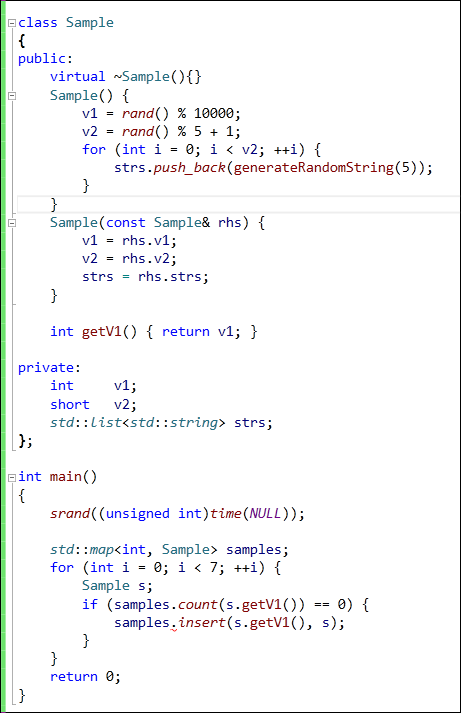 class Sample
{
public:
    virtual ~Sample(){}
    Sample() {
        v1 = rand() % 10000;
        v2 = rand() % 5 + 1;
        for (int i = 0; i < v2; ++i) {
            strs.push_back(generateRandomString(5));
        }
    }
    Sample(const Sample& rhs) {
        v1 = rhs.v1;
        v2 = rhs.v2;
        strs = rhs.strs;
    }

    int getV1() { return v1; }

private:
    int     v1;
    short   v2;
    std::list<std::string> strs;
};

int main()
{
    srand((unsigned int)time(NULL));

    std::map<int, Sample> samples;
    for (int i = 0; i < 7; ++i) {
        Sample s;
        if (samples.count(s.getV1()) == 0) {
            samples.insert(s.getV1(), s);
        }
    }
    return 0;
}